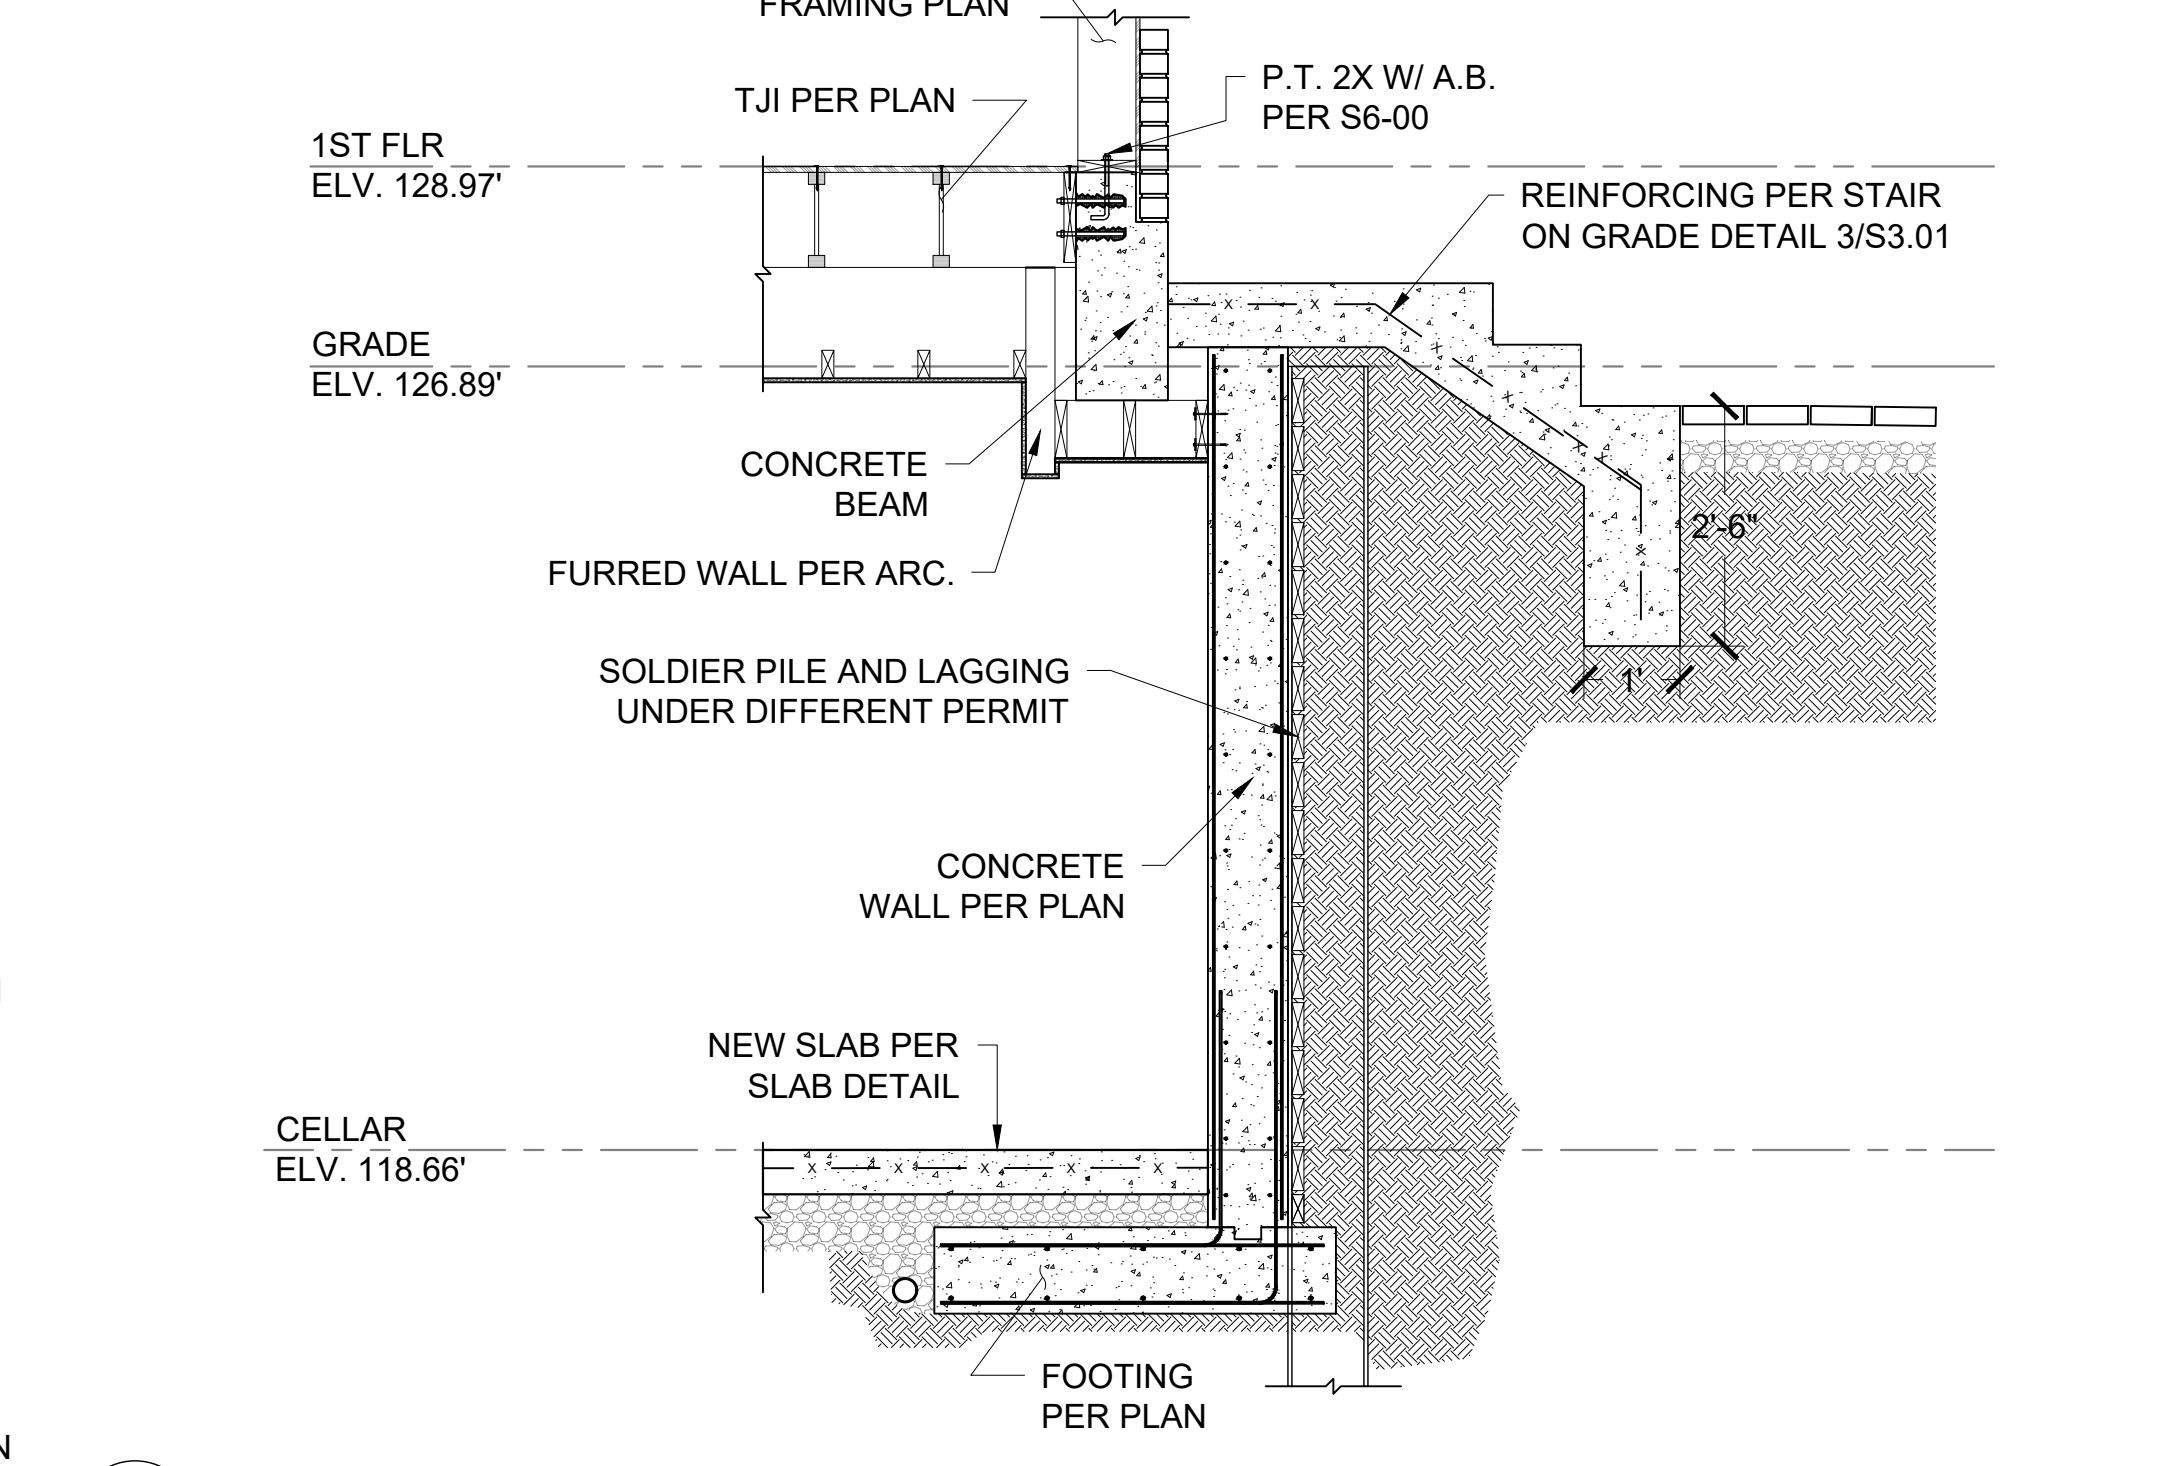 FRAMING PLAN
P.T. 2X W/ A.B.
PER S6-00
TJI PER PLAN
1ST FLR
ELV. 128.97'
REINFORCING PER STAIR
ON GRADE DETAIL 3/S3.01
GRADE
ELV. 126.89'
CONCRETE
BEAM
2'-6"
FURRED WALL PER ARC.
SOLDIER PILE AND LAGGING
UNDER DIFFERENT PERMIT
1'
CONCRETE
WALL PER PLAN
NEW SLAB PER
SLAB DETAIL
CELLAR
ELV. 118.66'
FOOTING
PER PLAN
N